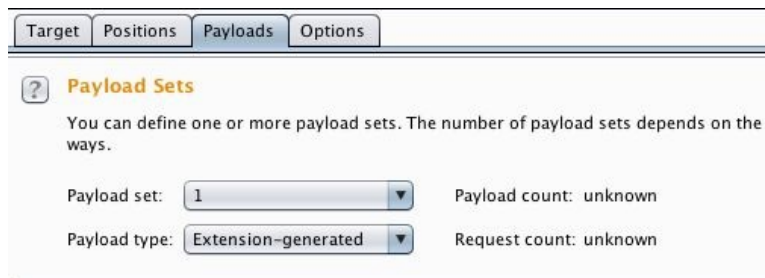 Target Positions Payloads Options
? Payload Sets
You can define one or more payload sets. The number of payload sets depends on the
ways.
Payload set: 1 Payload count: unknown
Payload type: Extension-generated Request count: unknown